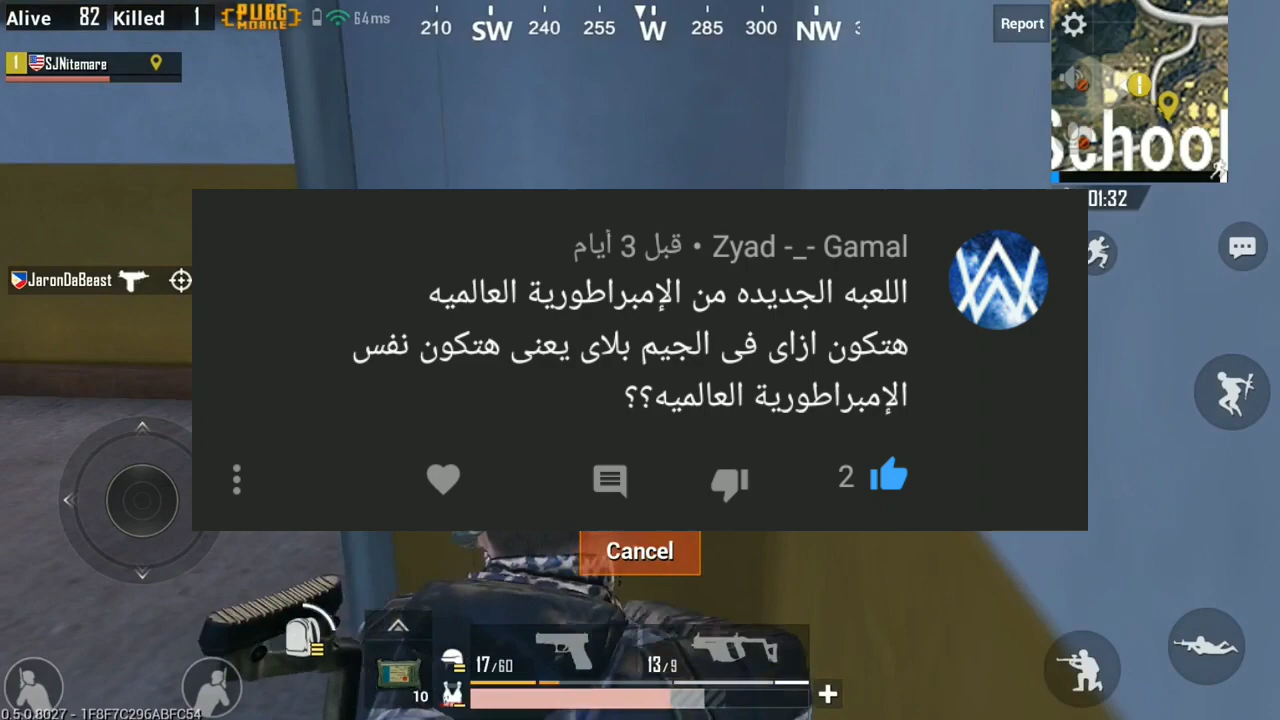 Alive 82 Killed 1 PUBG MOBILE 64ms
210 SW 240 255 W 285 300 NW
Report
1 SJNitemare
1
School
01:32
JaronDaBeast
Zyad -_- Gamal • قبل 3 أيام
اللعبه الجديده من الإمبراطورية العالميه
هتكون ازاى فى الجيم بلاى يعنى هتكون نفس
الإمبراطورية العالميه؟؟
2
Cancel
17/60
13/9
10
0.5.0.8027 - 1F8F7C296ABFC54